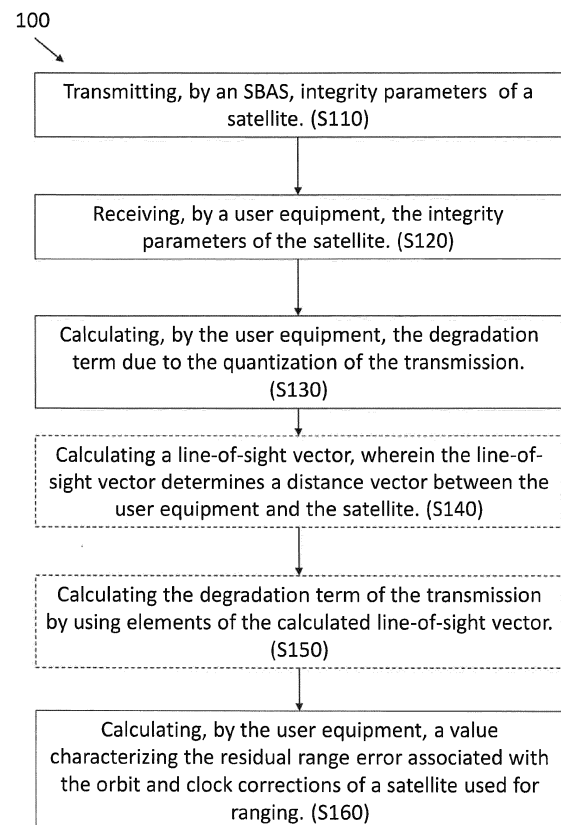 100
Transmitting, by an SBAS, integrity parameters of a
satellite. (S110)
Receiving, by a user equipment, the integrity
parameters of the satellite. (S120)
Calculating, by the user equipment, the degradation
term due to the quantization of the transmission.
(S130)
Calculating a line-of-sight vector, wherein the line-of-
sight vector determines a distance vector between the
user equipment and the satellite. (S140)
Calculating the degradation term of the transmission
by using elements of the calculated line-of-sight vector.
(S150)
Calculating, by the user equipment, a value
characterizing the residual range error associated with
the orbit and clock corrections of a satellite used for
ranging. (S160)